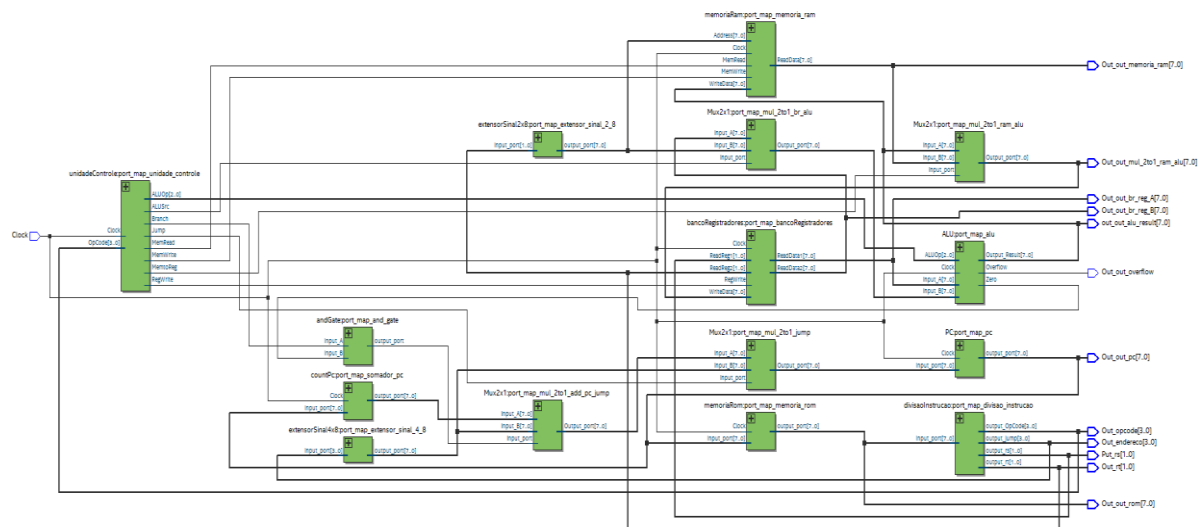 memoriaRam:port_map_memoria_ram
Address[7..0]
Clock
MemRead
MemWrite
WriteData[7..0]
ReadData[7..0]
Out_out_memoria_ram[7..0]
extensorSinal2x8:port_map_extensor_sinal_2_8
Input_port[1..0]
output_port[7..0]
Mux2x1:port_map_mul_2to1_br_alu
Input_A[7..0]
Input_B[7..0]
Input_port
Output_port[7..0]
Mux2x1:port_map_mul_2to1_ram_alu
Input_A[7..0]
Input_B[7..0]
Input_port
Output_port[7..0]
Out_out_mul_2to1_ram_alu[7..0]
unidadeControle:port_map_unidade_controle
Clock
Clock
OpCode[3..0]
ALUOp[2..0]
ALUSrc
Branch
Jump
MemRead
MemWrite
MemtoReg
RegWrite
Out_out_br_reg_A[7..0]
Out_out_br_reg_B[7..0]
out_out_alu_result[7..0]
bancoRegistradores:port_map_bancoRegistradores
Clock
ReadReg1[1..0]
ReadReg2[1..0]
RegWrite
WriteData[7..0]
ReadData1[7..0]
ReadData2[7..0]
ALU:port_map_alu
ALUOp[2..0]
Clock
Input_A[7..0]
Input_B[7..0]
Output_Result[7..0]
Overflow
Zero
Out_out_overflow
andGate:port_map_and_gate
Input_A
Input_B
output_port
Mux2x1:port_map_mul_2to1_jump
Input_A[7..0]
Input_B[7..0]
Input_port
Output_port[7..0]
PC:port_map_pc
Clock
Input_port[7..0]
output_port[7..0]
Out_out_pc[7..0]
countPc:port_map_somador_pc
Clock
Input_port[7..0]
output_port[7..0]
Mux2x1:port_map_mul_2to1_add_pc_jump
Input_A[7..0]
Input_B[7..0]
Input_port
Output_port[7..0]
extensorSinal4x8:port_map_extensor_sinal_4_8
Input_port[3..0]
output_port[7..0]
memoriaRom:port_map_memoria_rom
Clock
Input_port[7..0]
output_port[7..0]
divisaoInstrucao:port_map_divisao_instrucao
Input_port[7..0]
output_OpCode[3..0]
output_jump[3..0]
output_rs[1..0]
output_rt[1..0]
Out_opcode[3..0]
Out_endereco[3..0]
Put_rs[1..0]
Out_rt[1..0]
Out_out_rom[7..0]